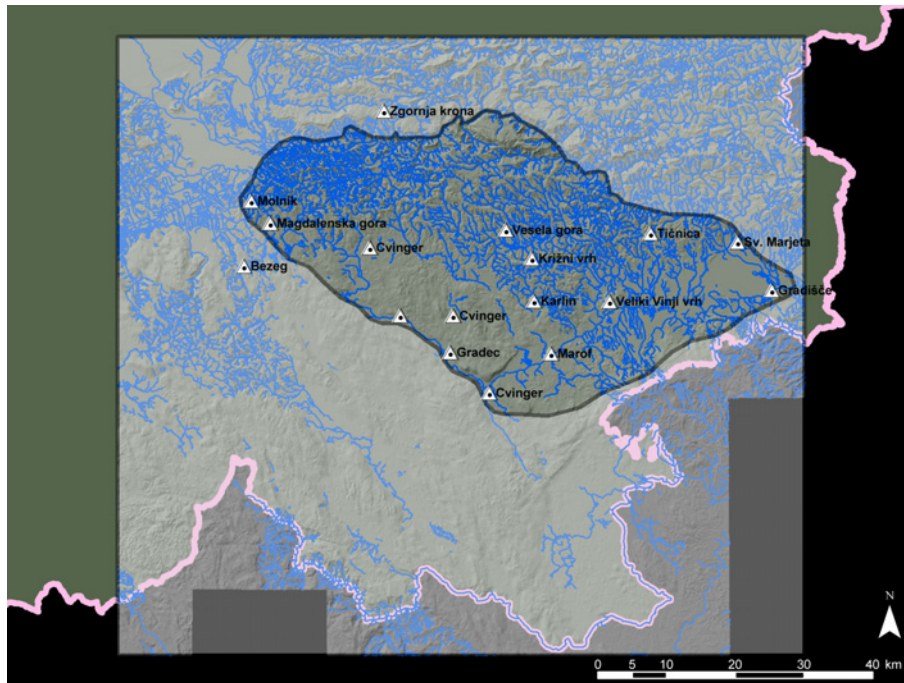 Zgornja krona
Molnik
Magdalenska gora
Vesela gora
Tičnica
Sv. Marjeta
Cvinger
Križni vrh
Bezeg
Gradišče
Karlin
Veliki Vinji vrh
Cvinger
Gradec
Marof
Cvinger
N
0 5 10 20 30 40
km